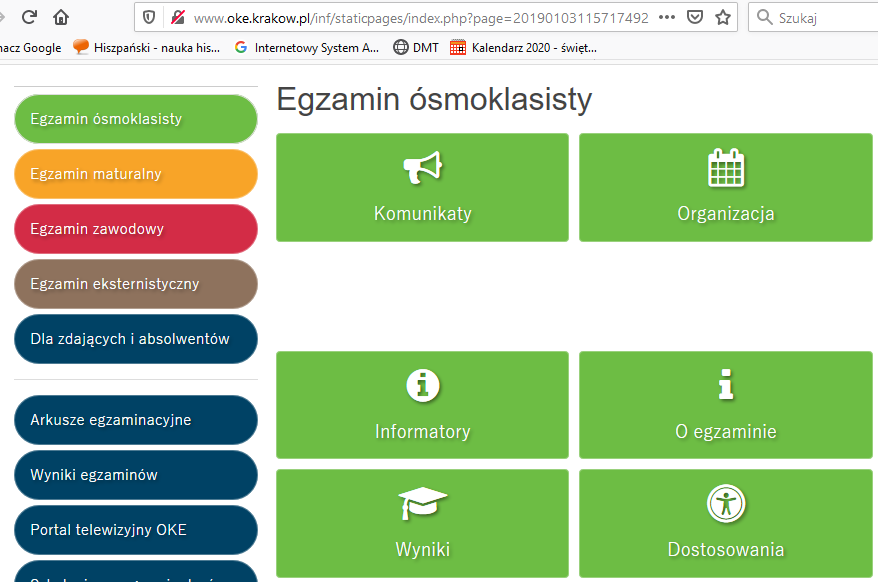 www.oke.krakow.pl/inf/staticpages/index.php?page=20190103115717492
Szukaj
nacz Google
Hiszpański - nauka his...
Internetowy System A...
DMT
Kalendarz 2020 - święt...
Egzamin ósmoklasisty
Egzamin maturalny
Egzamin zawodowy
Egzamin eksternistyczny
Dla zdających i absolwentów
Arkusze egzaminacyjne
Wyniki egzaminów
Portal telewizyjny OKE
Egzamin ósmoklasisty
Komunikaty
Organizacja
Informatory
O egzaminie
Wyniki
Dostosowania